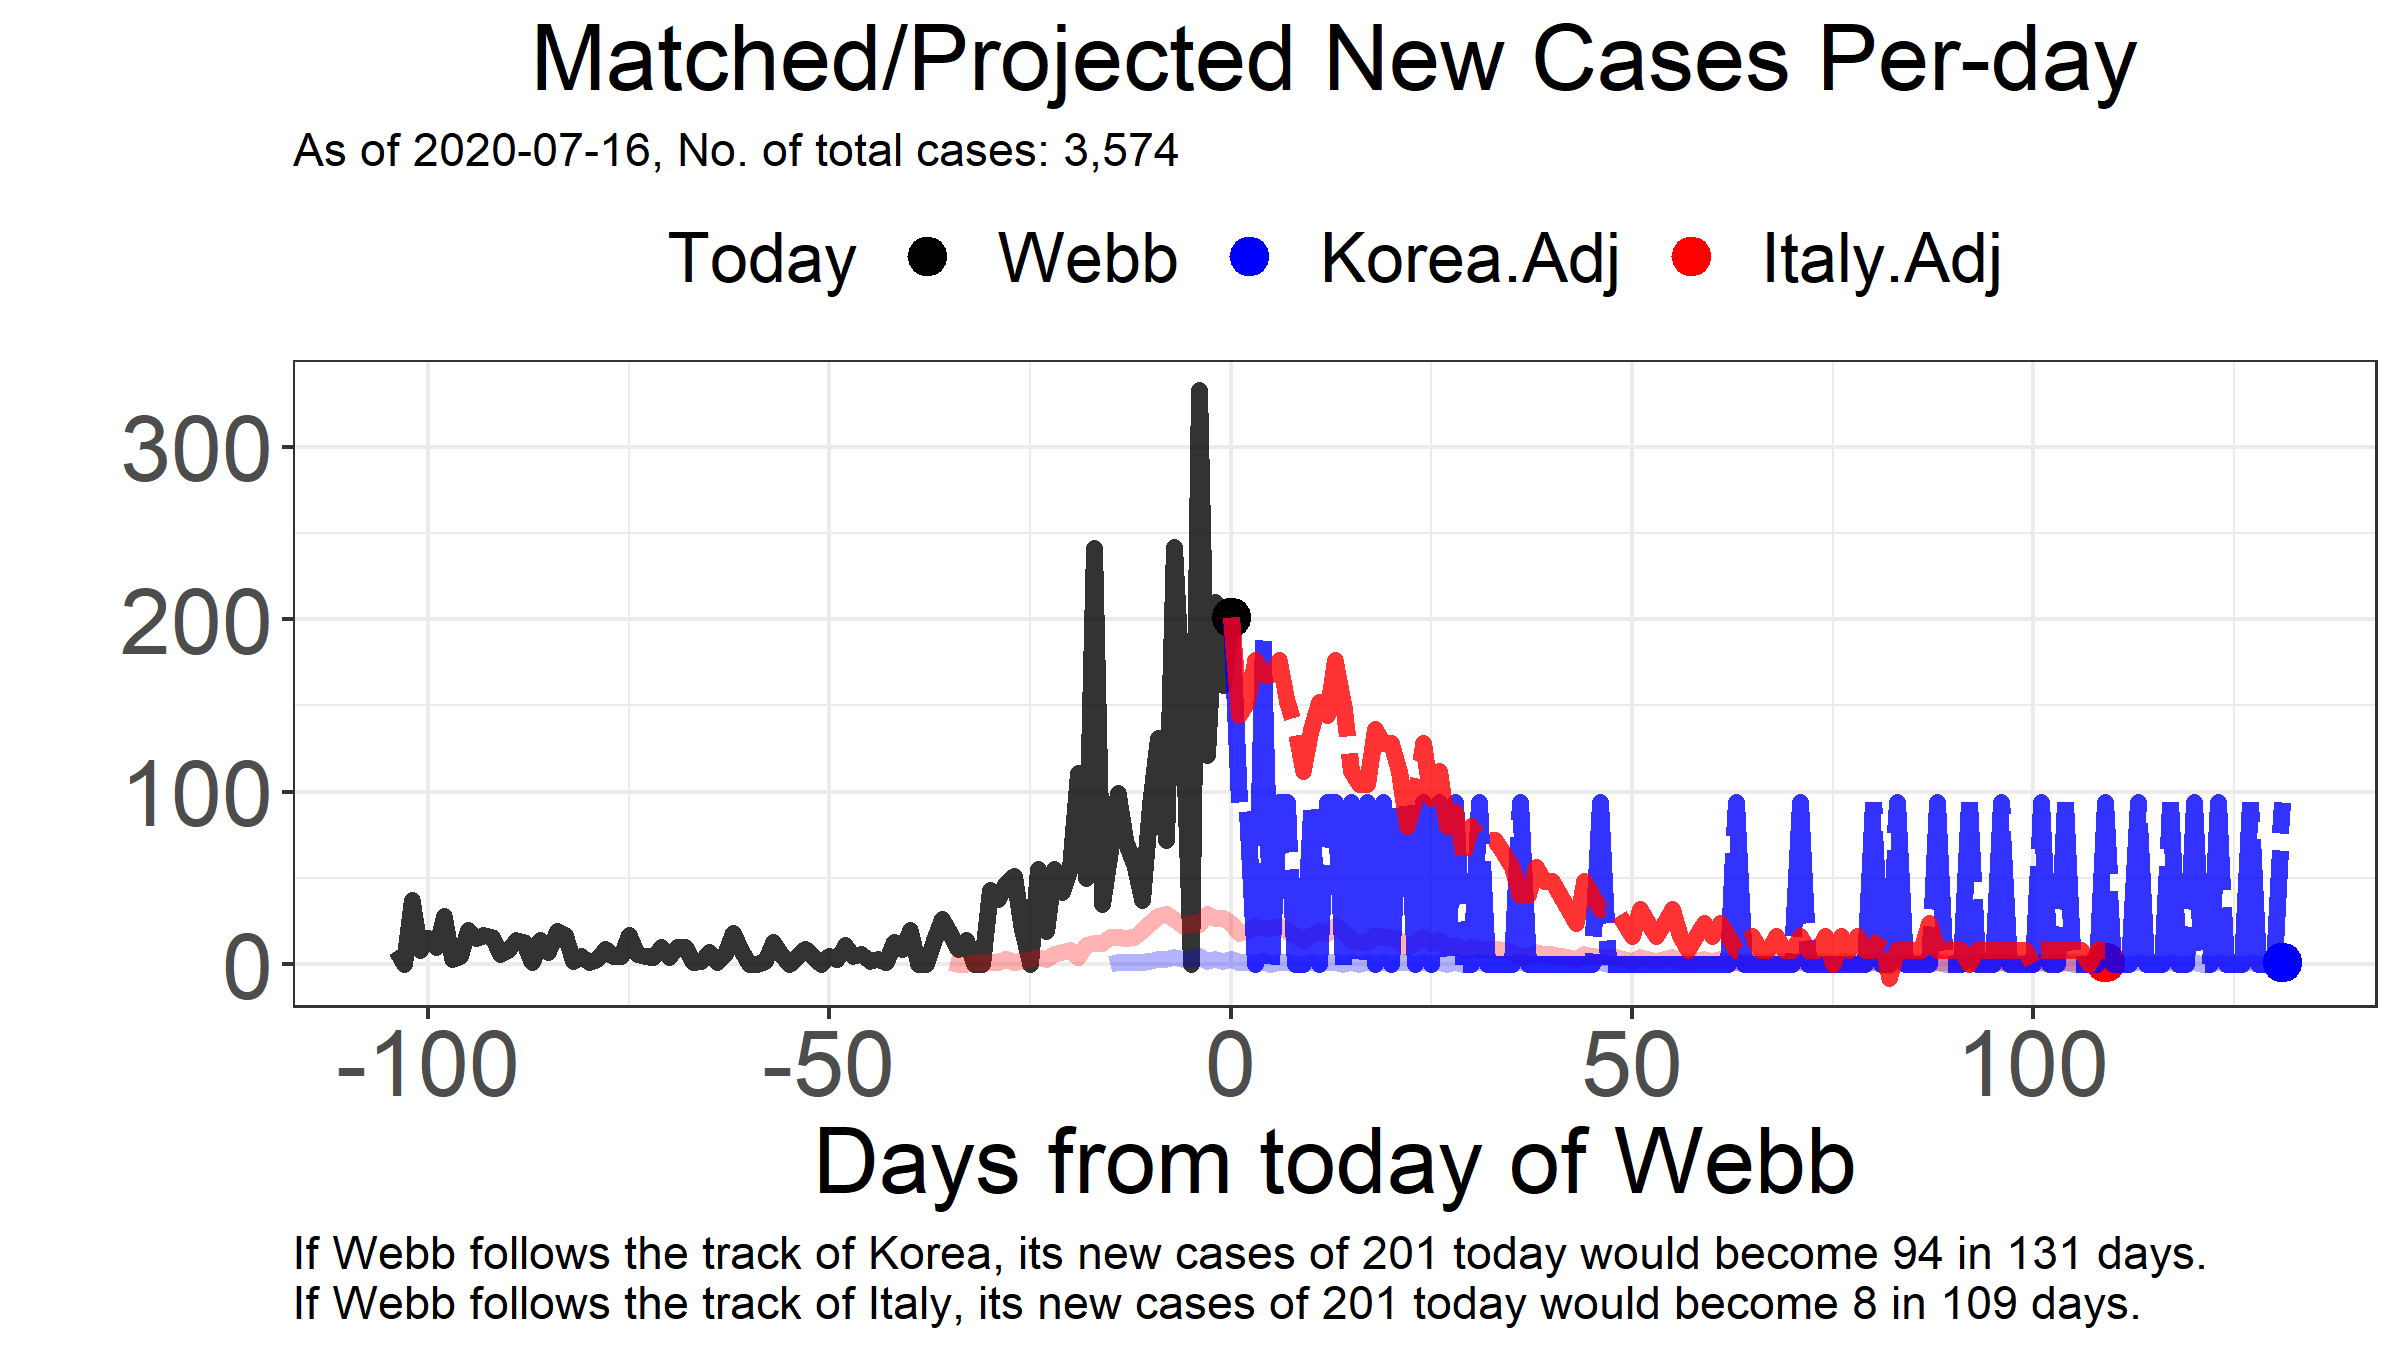 Matched/Projected New Cases Per-day
As of 2020-07-16, No. of total cases: 3,574
Today Webb Korea.Adj Italy.Adj
300
200
100
0
-100 -50 0 50 100
Days from today of Webb
If Webb follows the track of Korea, its new cases of 201 today would become 94 in 131 days.
If Webb follows the track of Italy, its new cases of 201 today would become 8 in 109 days.